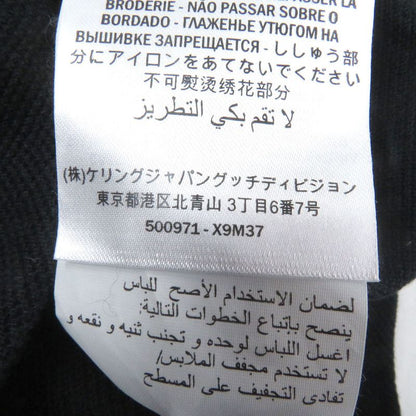 BRODERIE - NÃO PASSAR SOBRE O
BORDADO - ГЛАЖЕНЬЕ УТЮГОМ НА
ВЫШИВКЕ ЗАПРЕЩАЕТСЯ - ししゅう部
分にアイロンをあてないでください
不可熨烫绣花部分
لا تقم بكي التطريز
(株)ケリングジャパングッチディビジョン
東京都港区北青山 3丁目6番7号
500971 - X9M37
لضمان الاستخدام الأصح للباس
ينصح بإتباع الخطوات التالية:
اغسل اللباس لوحده و تجنب ثنيه و نقعه و
لا تستخدم مجفف الملابس/
تفادى التجفيف على المسطح